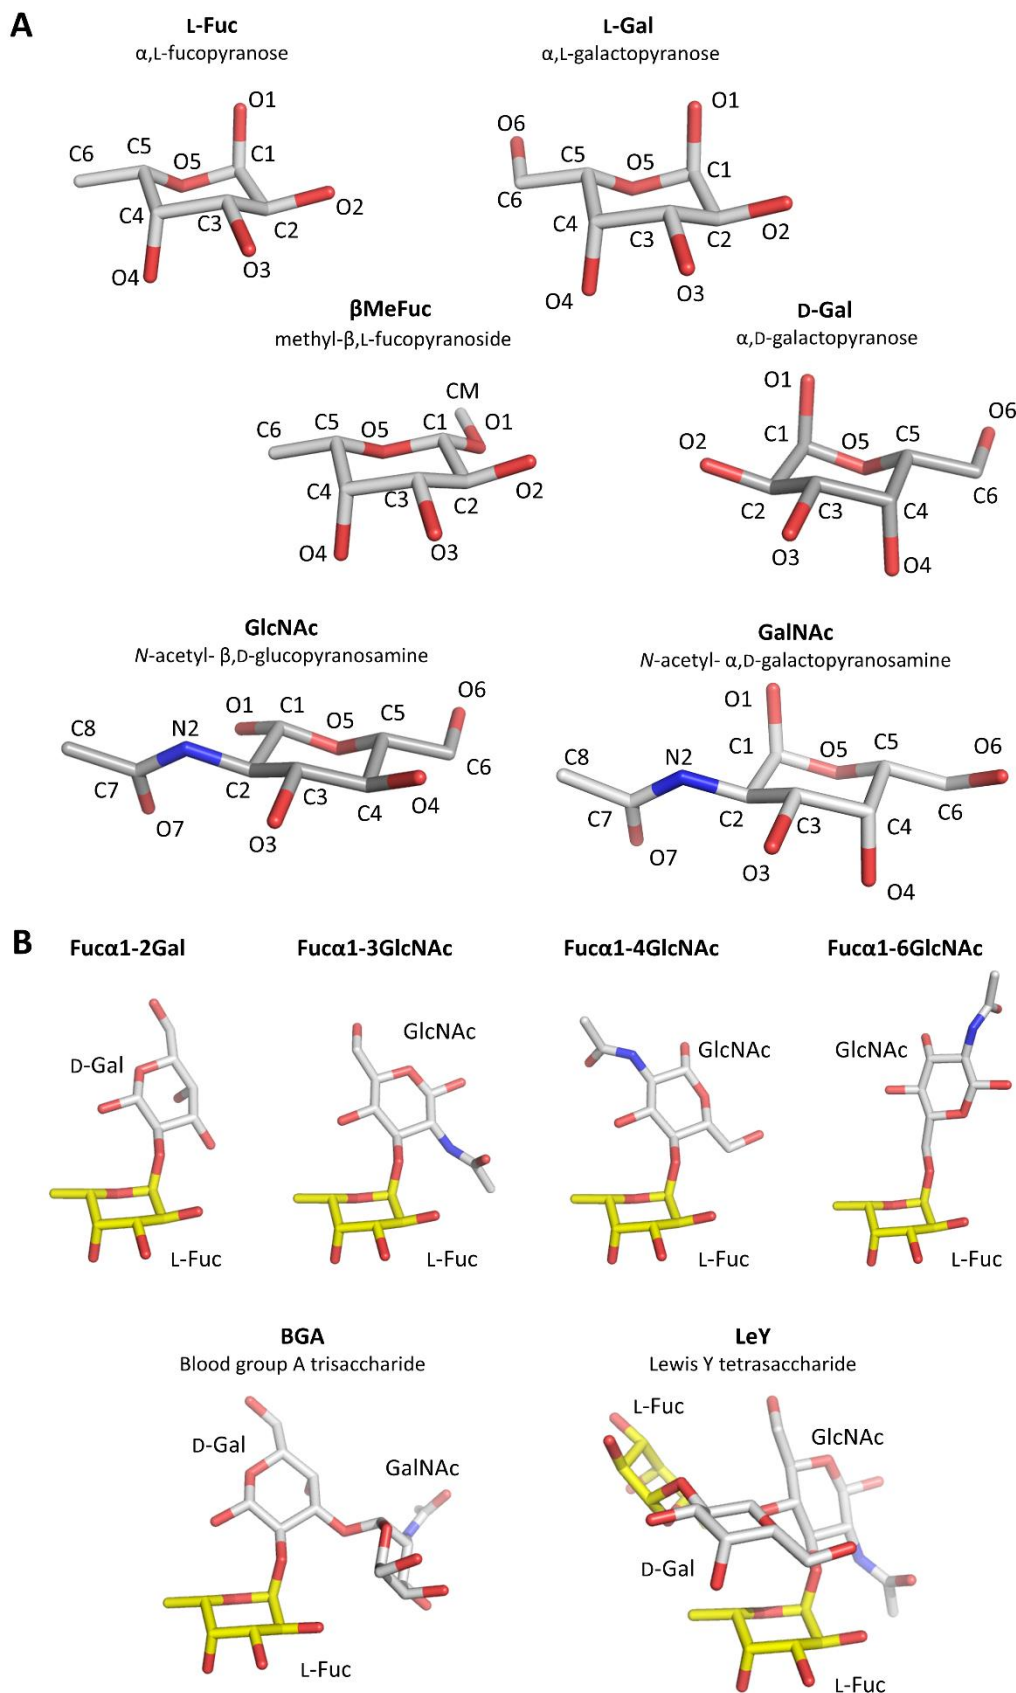 A
L-Fuc
α,L-fucopyranose
L-Gal
α,L-galactopyranose
O1
C6
C5
O5
C1
O2
C4
C3
C2
O4
O3
O1
O6
C5
O5
C1
C6
C4
C3
C2
O2
O4
O3
βMeFuc
methyl-β,L-fucopyranoside
D-Gal
α,D-galactopyranose
CM
C6
C5
O5
C1
O1
C4
C3
C2
O2
O4
O3
O1
O6
O2
C1
O5
C5
C2
C3
C4
C6
O3
O4
GlcNAc
N-acetyl- β,D-glucopyranosamine
GalNAc
N-acetyl- α,D-galactopyranosamine
C8
N2
O1
C1
O5
C5
O6
C7
C2
C3
C4
C6
O4
O7
O3
O1
C8
N2
C1
O5
C5
O6
C7
C2
C3
C4
C6
O7
O3
O4
B
Fucα1-2Gal
Fucα1-3GlcNAc
Fucα1-4GlcNAc
Fucα1-6GlcNAc
D-Gal
GlcNAc
GlcNAc
GlcNAc
L-Fuc
L-Fuc
L-Fuc
L-Fuc
BGA
Blood group A trisaccharide
LeY
Lewis Y tetrasaccharide
D-Gal
GalNAc
L-Fuc
L-Fuc
GlcNAc
D-Gal
L-Fuc